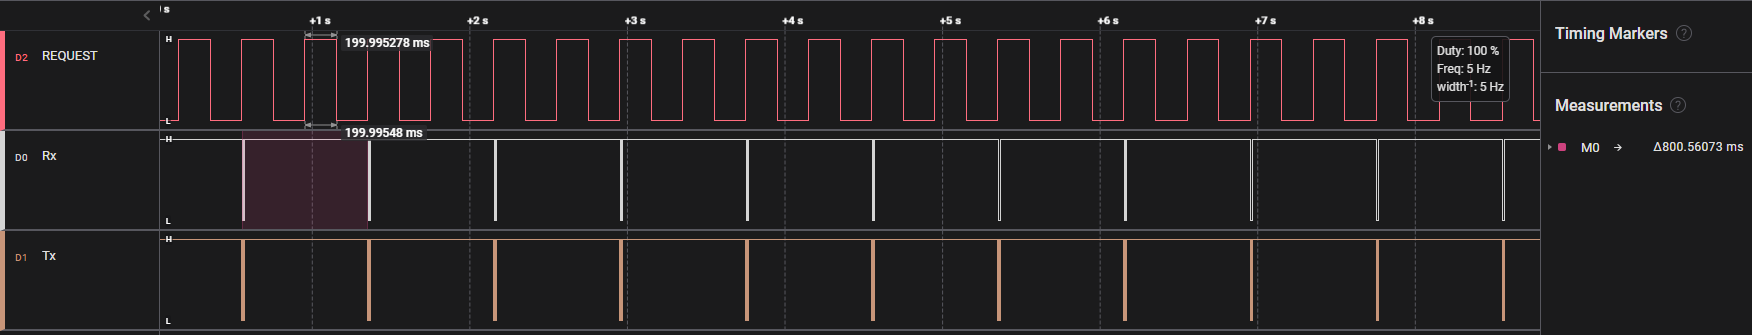 s
+1 s +2 s +3 s +4 s +5 s +6 s +7 s +8 s
D2 REQUEST
H
L
199.995278 ms
199.99548 ms
Duty: 100 %
Freq: 5 Hz
width-1: 5 Hz
D0 Rx
H
L
D1 Tx
H
L
Timing Markers ?
Measurements ?
M0 → Δ800.56073 ms